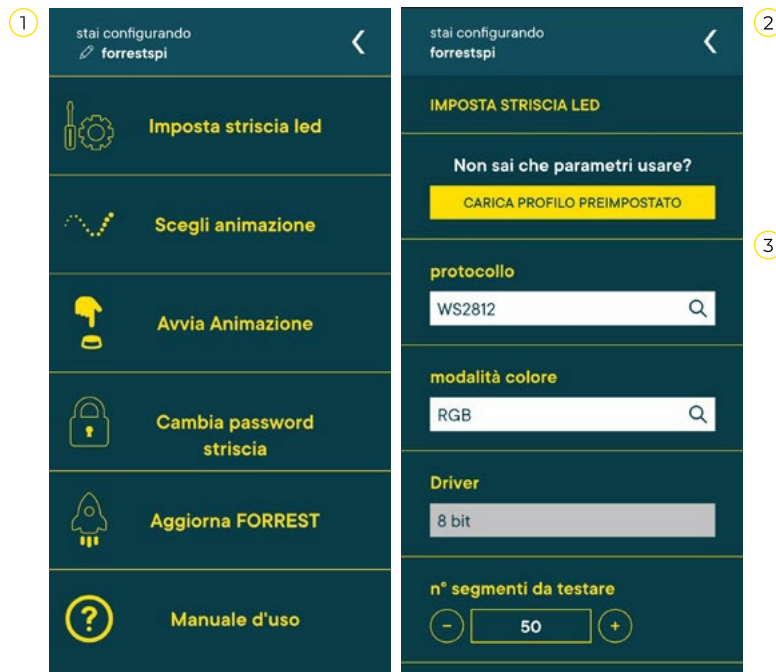 1
stai configurando
forrestspi
Imposta striscia led
Scegli animazione
Avvia Animazione
Cambia password
striscia
Aggiorna FORREST
?
Manuale d'uso
2
stai configurando
forrestspi
IMPOSTA STRISCIA LED
Non sai che parametri usare?
CARICA PROFILO PREIMPOSTATO
3
protocollo
WS2812
modalità colore
RGB
Driver
8 bit
n° segmenti da testare
- 50 +